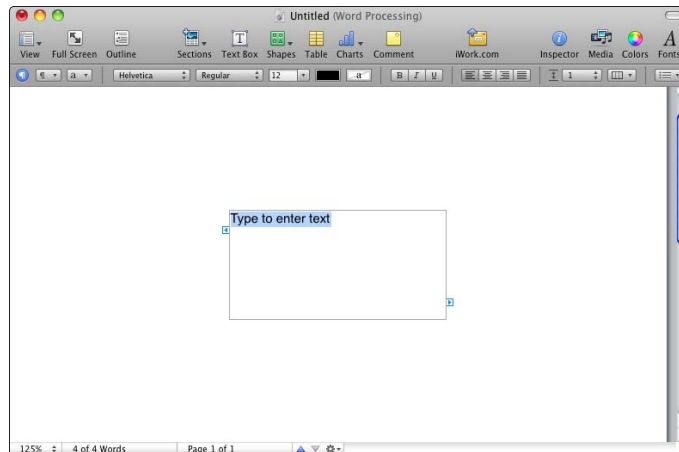 Untitled (Word Processing)
View Full Screen Outline Sections Text Box Shapes Table Charts Comment iWork.com Inspector Media Colors Fonts
a Helvetica Regular 12 a B I U 1
Type to enter text
125% 4 of 4 Words Page 1 of 1